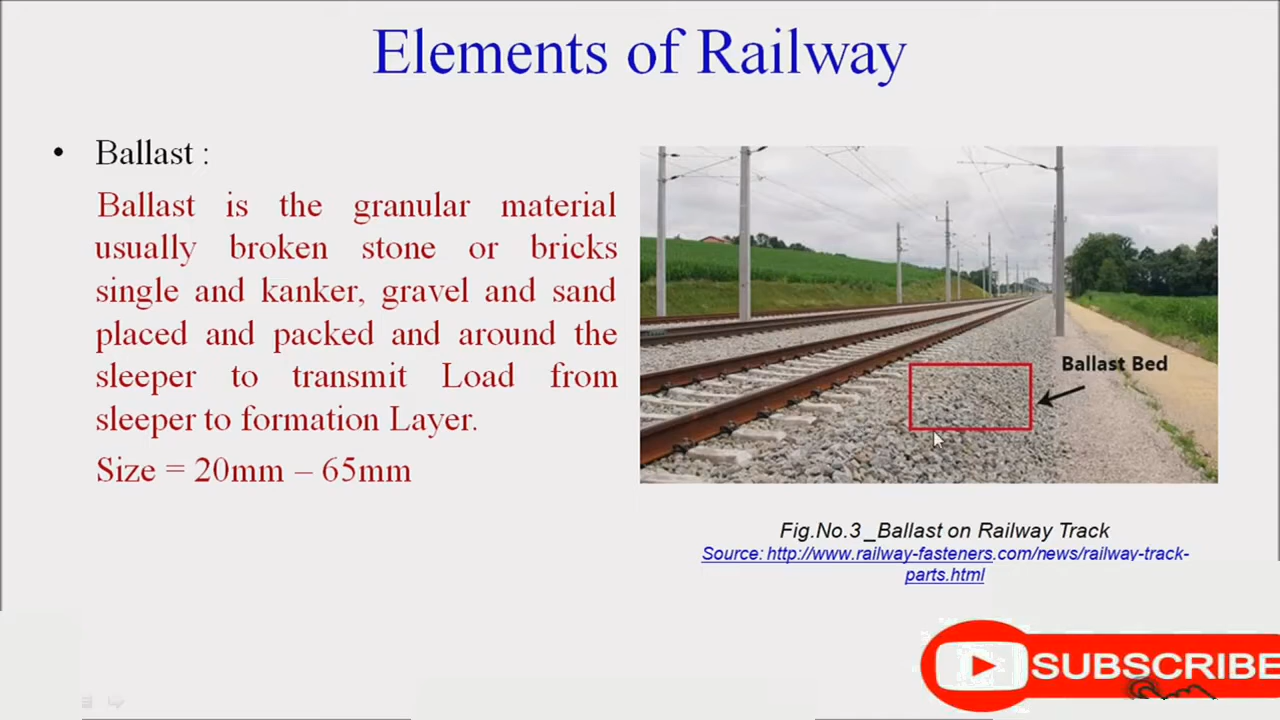 Elements of Railway
• Ballast :
Ballast is the granular material
usually broken stone or bricks
single and kanker, gravel and sand
placed and packed and around the
sleeper to transmit Load from
sleeper to formation Layer.
Size = 20mm – 65mm
Ballast Bed
Fig.No.3_Ballast on Railway Track
Source: http://www.railway-fasteners.com/news/railway-track-
parts.html
SUBSCRIBE